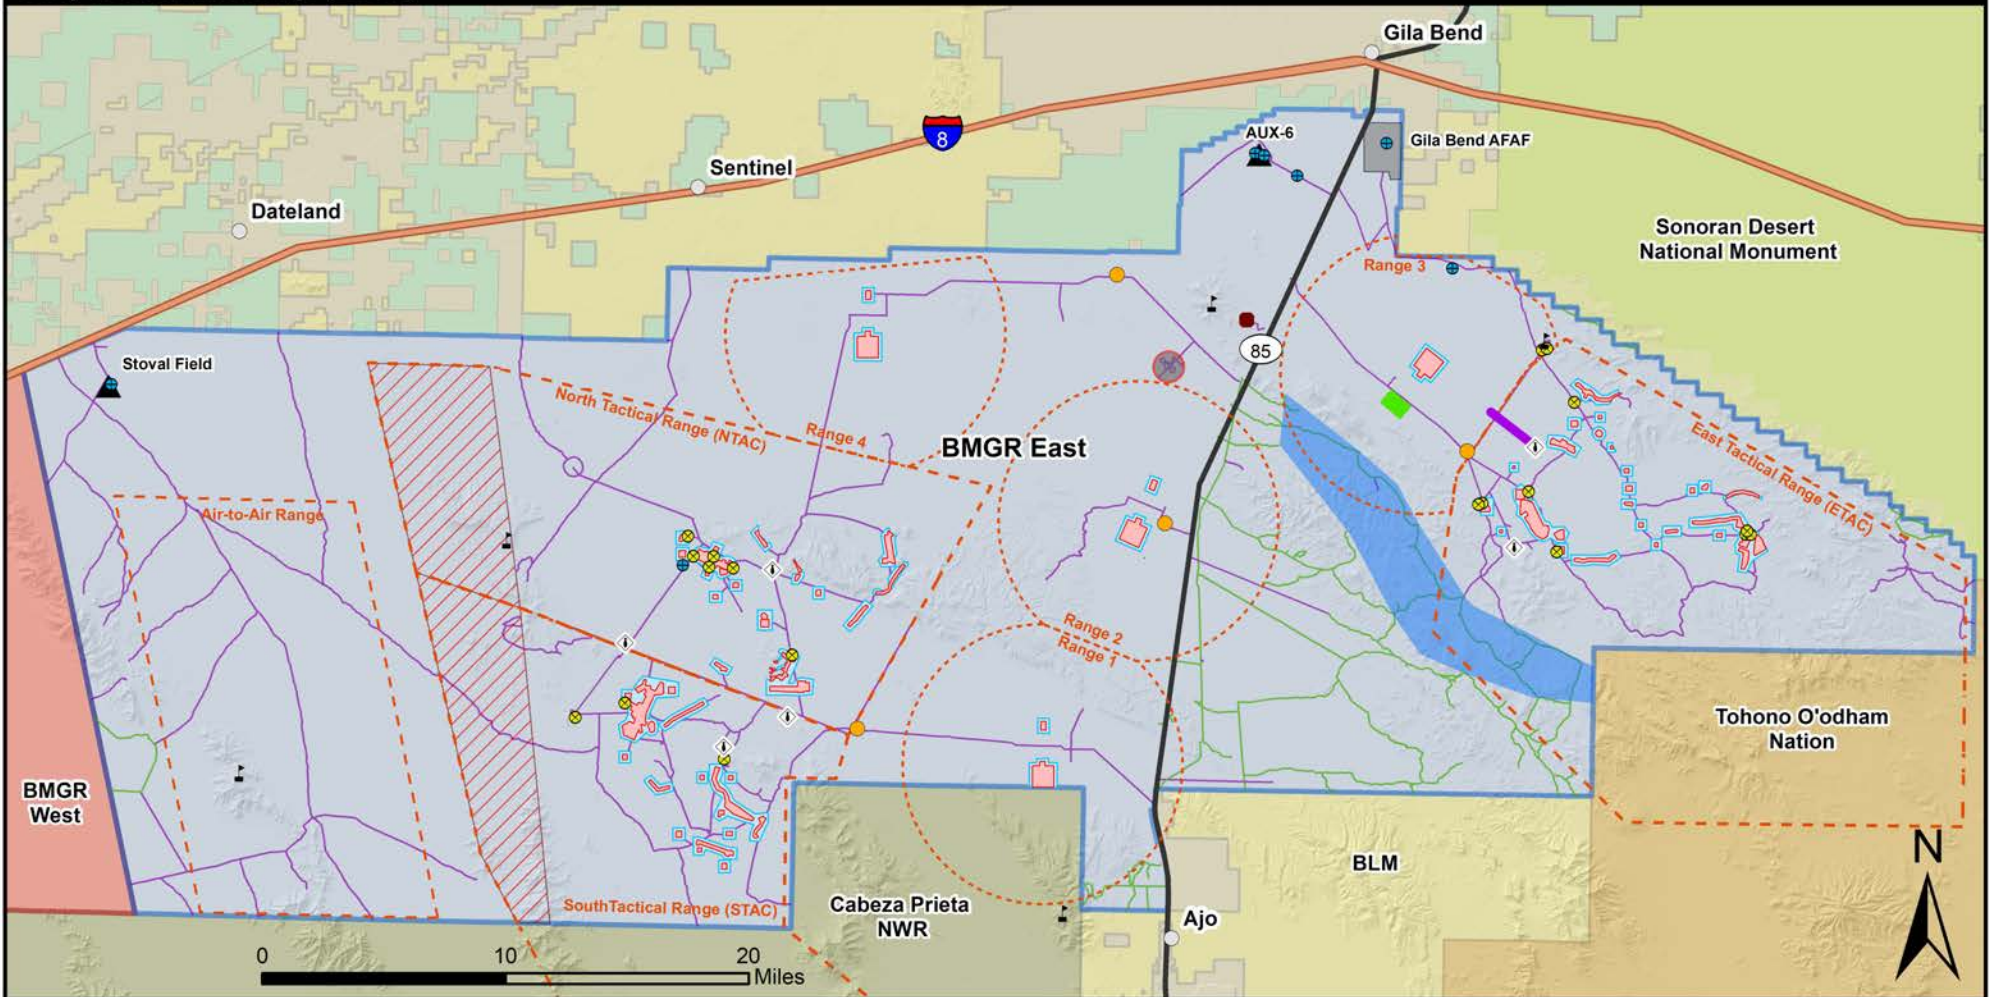 Gila Bend
8
AUX-6
Gila Bend AFAF
Sentinel
Dateland
Sonoran Desert
National Monument
Range 3
Stoval Field
85
North Tactical Range (NTAC)
Range 4
BMGR East
East Tactical Range (ETAC)
Air-to-Air Range
Range 2
Range 1
Tohono O'odham
Nation
BMGR
West
N
BLM
SouthTactical Range (STAC)
Cabeza Prieta
NWR
Ajo
0 10 20
Miles